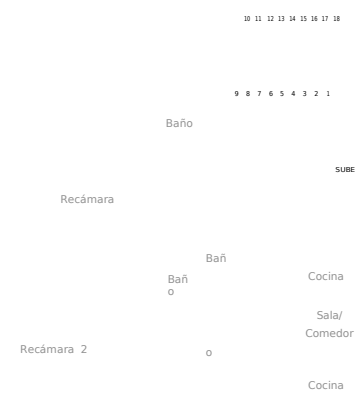 10 11 12 13 14 15 16 17 18
9 8 7 6 5 4 3 2 1
Baño
SUBE
Recámara
Bañ
Bañ
o
Cocina
Sala/
Comedor
Recámara 2
o
Cocina